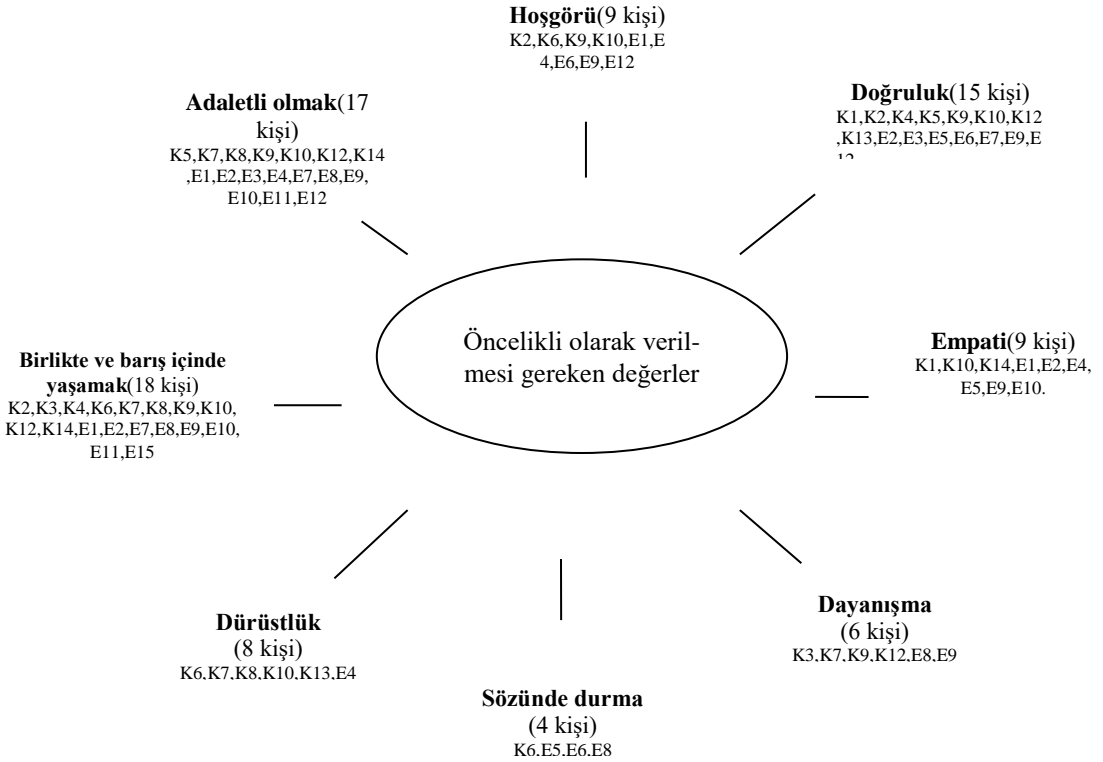 Hoşgörü(9 kişi)
K2,K6,K9,K10,E1,E
4,E6,E9,E12
Adaletli olmak(17
kişi)
K5,K7,K8,K9,K10,K12,K14
,E1,E2,E3,E4,E7,E8,E9,
E10,E11,E12
Doğruluk(15 kişi)
K1,K2,K4,K5,K9,K10,K12
,K13,E2,E3,E5,E6,E7,E9,E
Öncelikli olarak veril-
mesi gereken değerler
Empati(9 kişi)
K1,K10,K14,E1,E2,E4,
E5,E9,E10.
Birlikte ve barış içinde
yaşamak(18 kişi)
K2,K3,K4,K6,K7,K8,K9,K10,
K12,K14,E1,E2,E7,E8,E9,E10,
E11,E15
Dürüstlük
(8 kişi)
K6,K7,K8,K10,K13,E4
Dayanışma
(6 kişi)
K3,K7,K9,K12,E8,E9
Sözünde durma
(4 kişi)
K6,E5,E6,E8